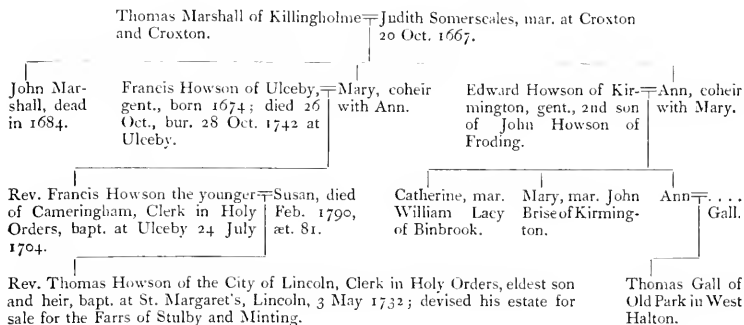 Thomas Marshall of Killingholme=Judith Somerscales, mar. at Croxton
and Croxton. 20 Oct. 1667.
John Mar-
shall, dead
in 1684.
Francis Howson of Ulceby,=Mary, coheir
gent., born 1674; died 26 with Ann.
Oct., bur. 28 Oct. 1742 at
Ulceby.
Edward Howson of Kir-=Ann, coheir
mington, gent., 2nd son with Mary.
of John Howson of
Froding.
Rev. Francis Howson the younger=Susan, died
of Cameringham, Clerk in Holy Feb. 1790,
Orders, bapt. at Ulceby 24 July æt. 81.
1704.
Catherine, mar.
William Lacy
of Binbrook.
Mary, mar. John
Brise of Kirming-
ton.
Ann=. . . .
Gall.
Rev. Thomas Howson of the City of Lincoln, Clerk in Holy Orders, eldest son
and heir, bapt. at St. Margaret's, Lincoln, 3 May 1732; devised his estate for
sale for the Farrs of Stulby and Minting.
Thomas Gall of
Old Park in West
Halton.